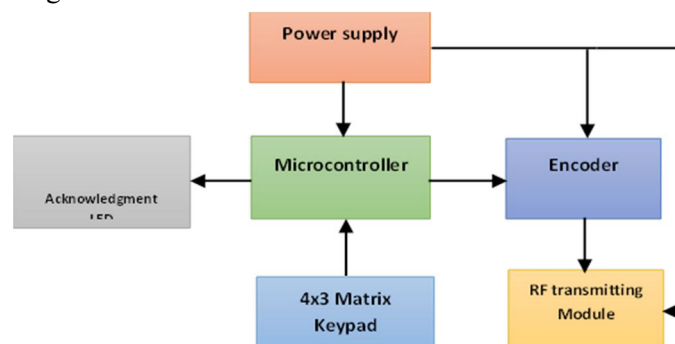 Power supply
Microcontroller
Encoder
Acknowledgment
4x3 Matrix
Keypad
RF transmitting
Module